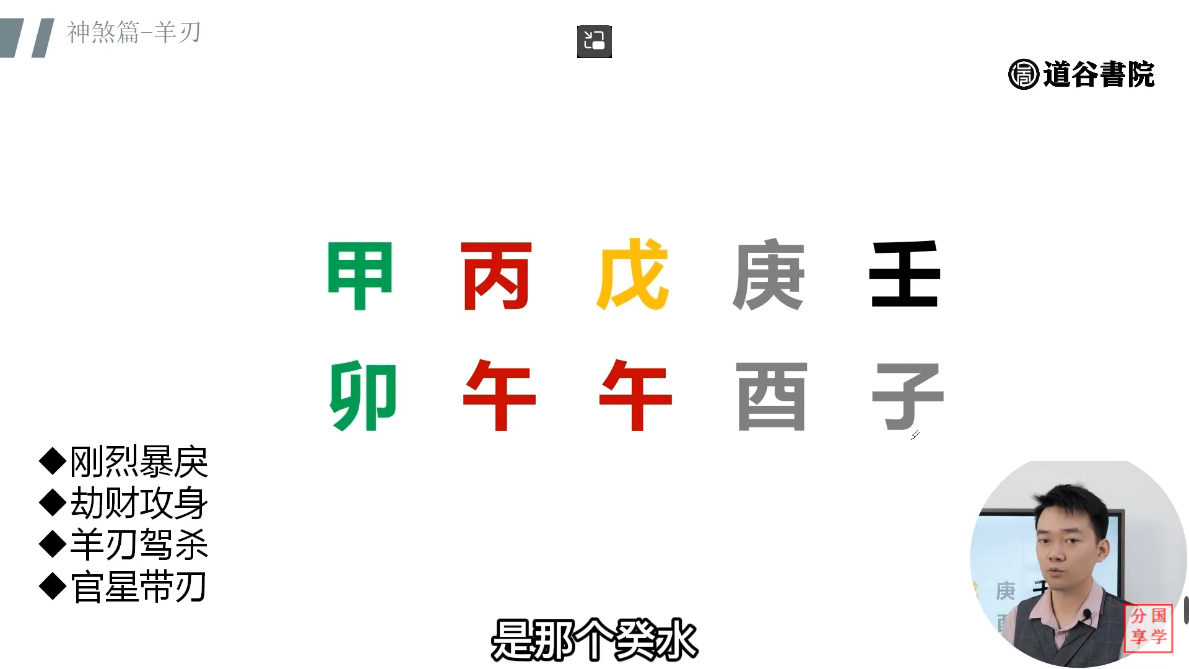 神煞篇-羊刃
道谷書院
甲 丙 戊 庚 壬
卯 午 午 酉 子
◆刚烈暴戾
◆劫财攻身
◆羊刃驾杀
◆官星带刃
庚 壬
分国
享学
是那个癸水